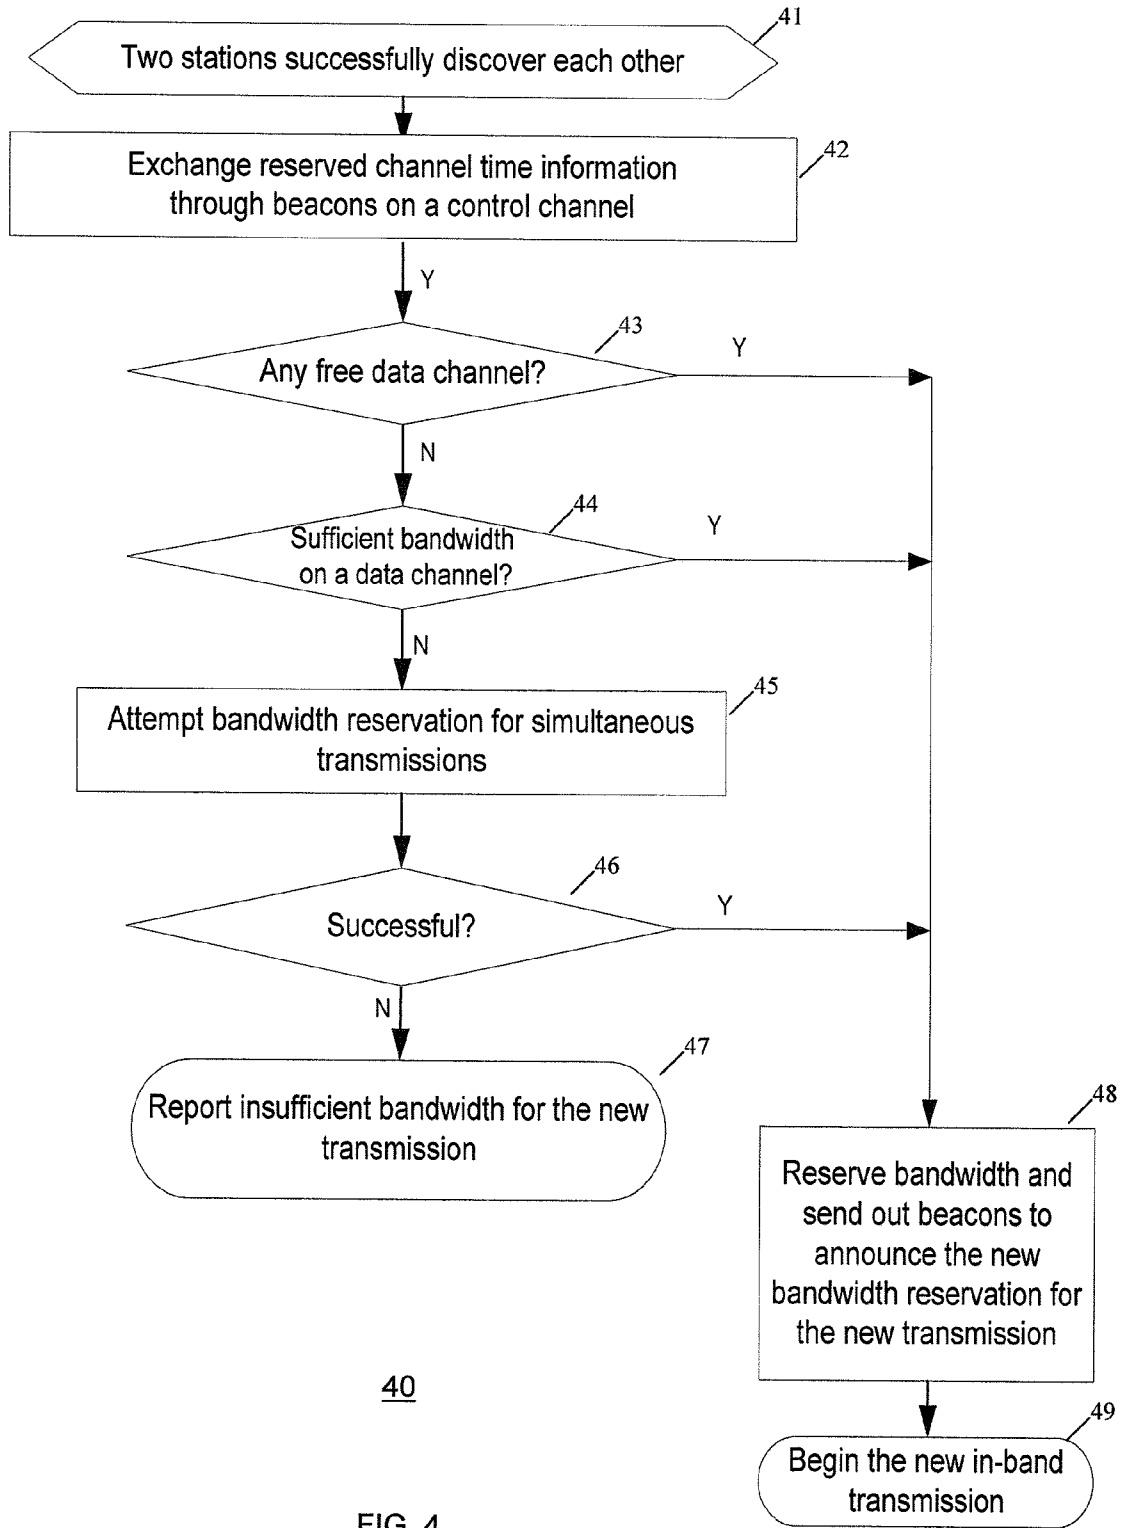 41
Two stations successfully discover each other
42
Exchange reserved channel time information
through beacons on a control channel
Y
43
Any free data channel?
Y
N
44
Sufficient bandwidth
on a data channel?
Y
N
45
Attempt bandwidth reservation for simultaneous
transmissions
46
Successful?
Y
N
47
Report insufficient bandwidth for the new
transmission
48
Reserve bandwidth and
send out beacons to
announce the new
bandwidth reservation for
the new transmission
40
49
Begin the new in-band
transmission
FIG. 4